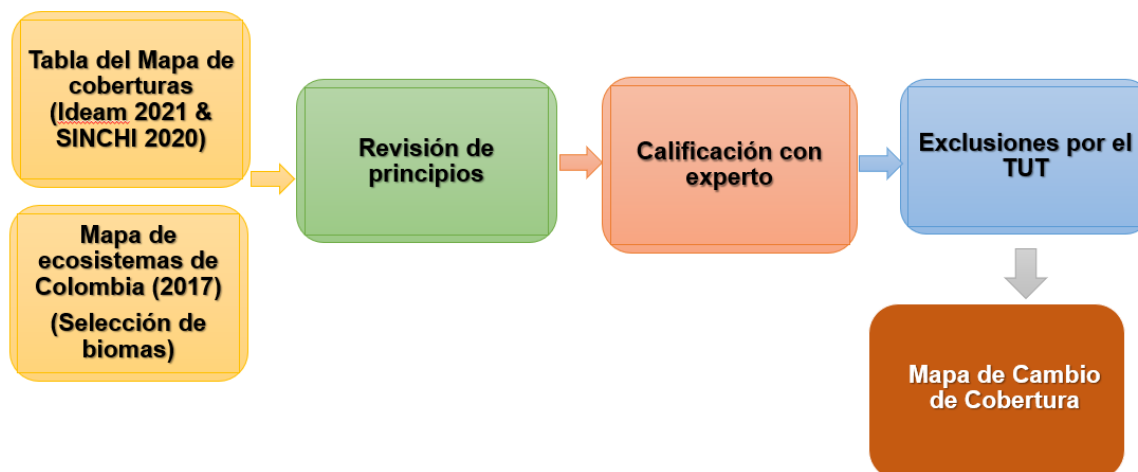 Tabla del Mapa de
coberturas
(Ideam 2021 &
SINCHI 2020)
Mapa de
ecosistemas de
Colombia (2017)
(Selección de
biomas)
Revisión de
principios
Calificación con
experto
Exclusiones por el
TUT
Mapa de Cambio
de Cobertura